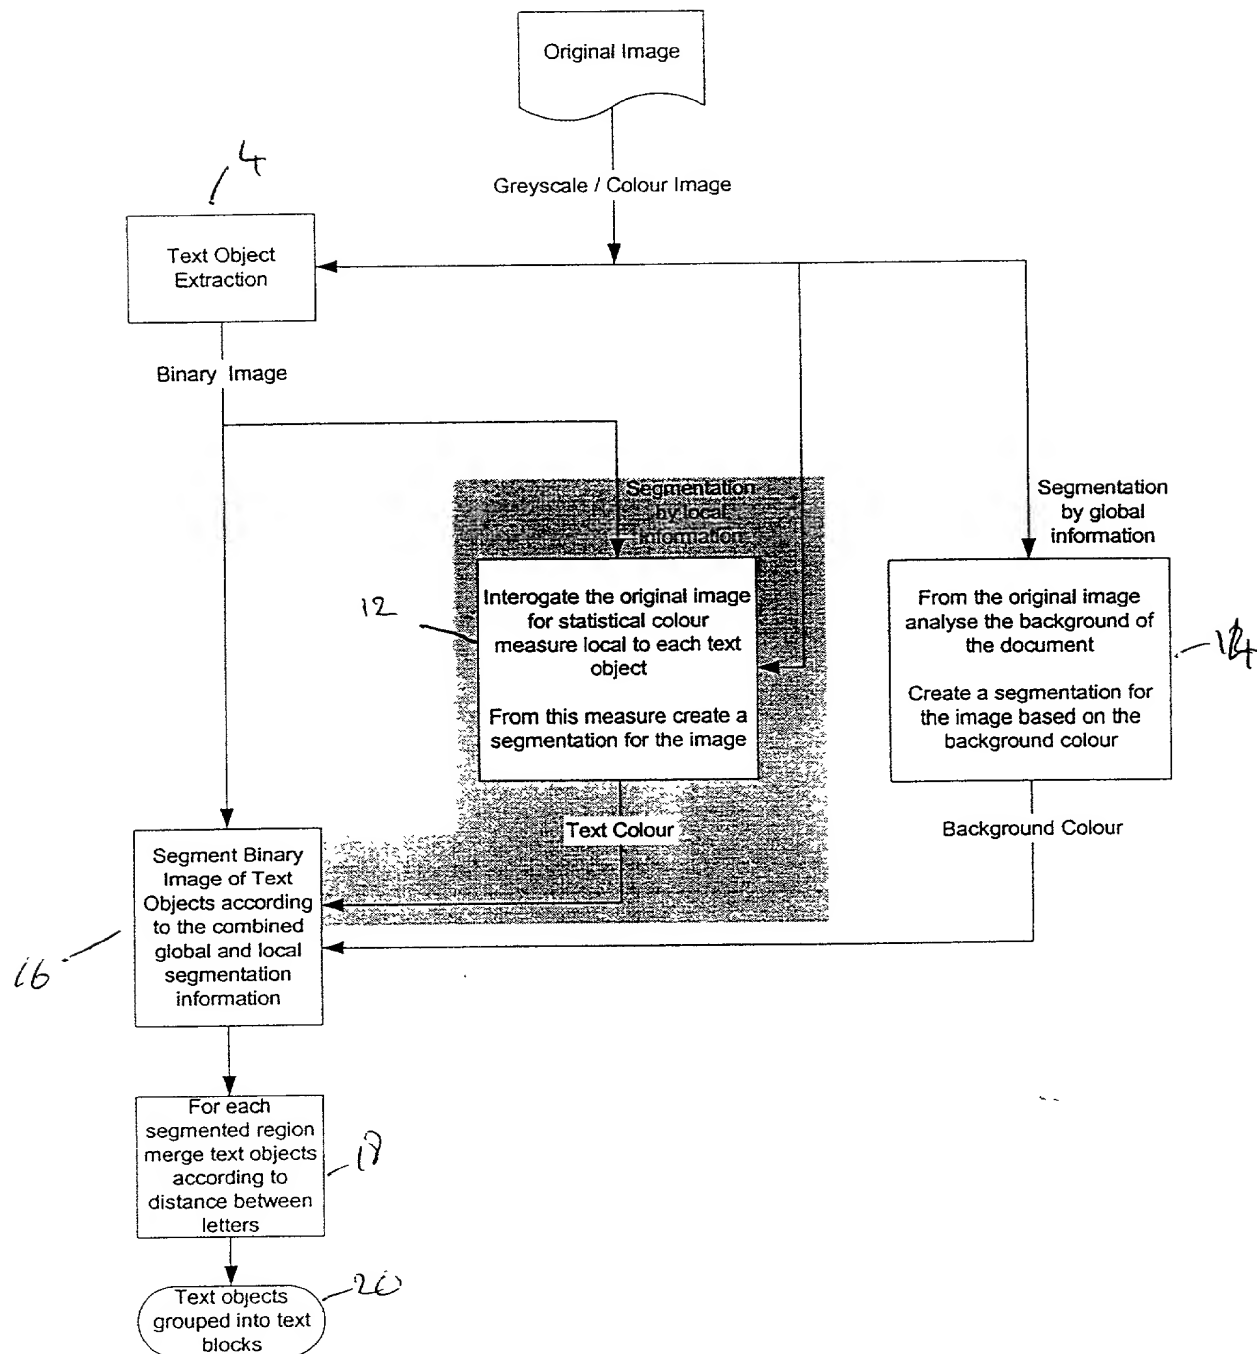 Original Image
Greyscale / Colour Image
4
Text Object
Extraction
Binary Image
Segmentation
by local
information
Segmentation
by global
information
12
Interogate the original image
for statistical colour
measure local to each text
object
From this measure create a
segmentation for the image
From the original image
analyse the background of
the document
Create a segmentation for
the image based on the
background colour
14
Text Colour
Background Colour
Segment Binary
Image of Text
Objects according
to the combined
global and local
segmentation
information
16
For each
segmented region
merge text objects
according to
distance between
letters
18
Text objects
grouped into text
blocks
20